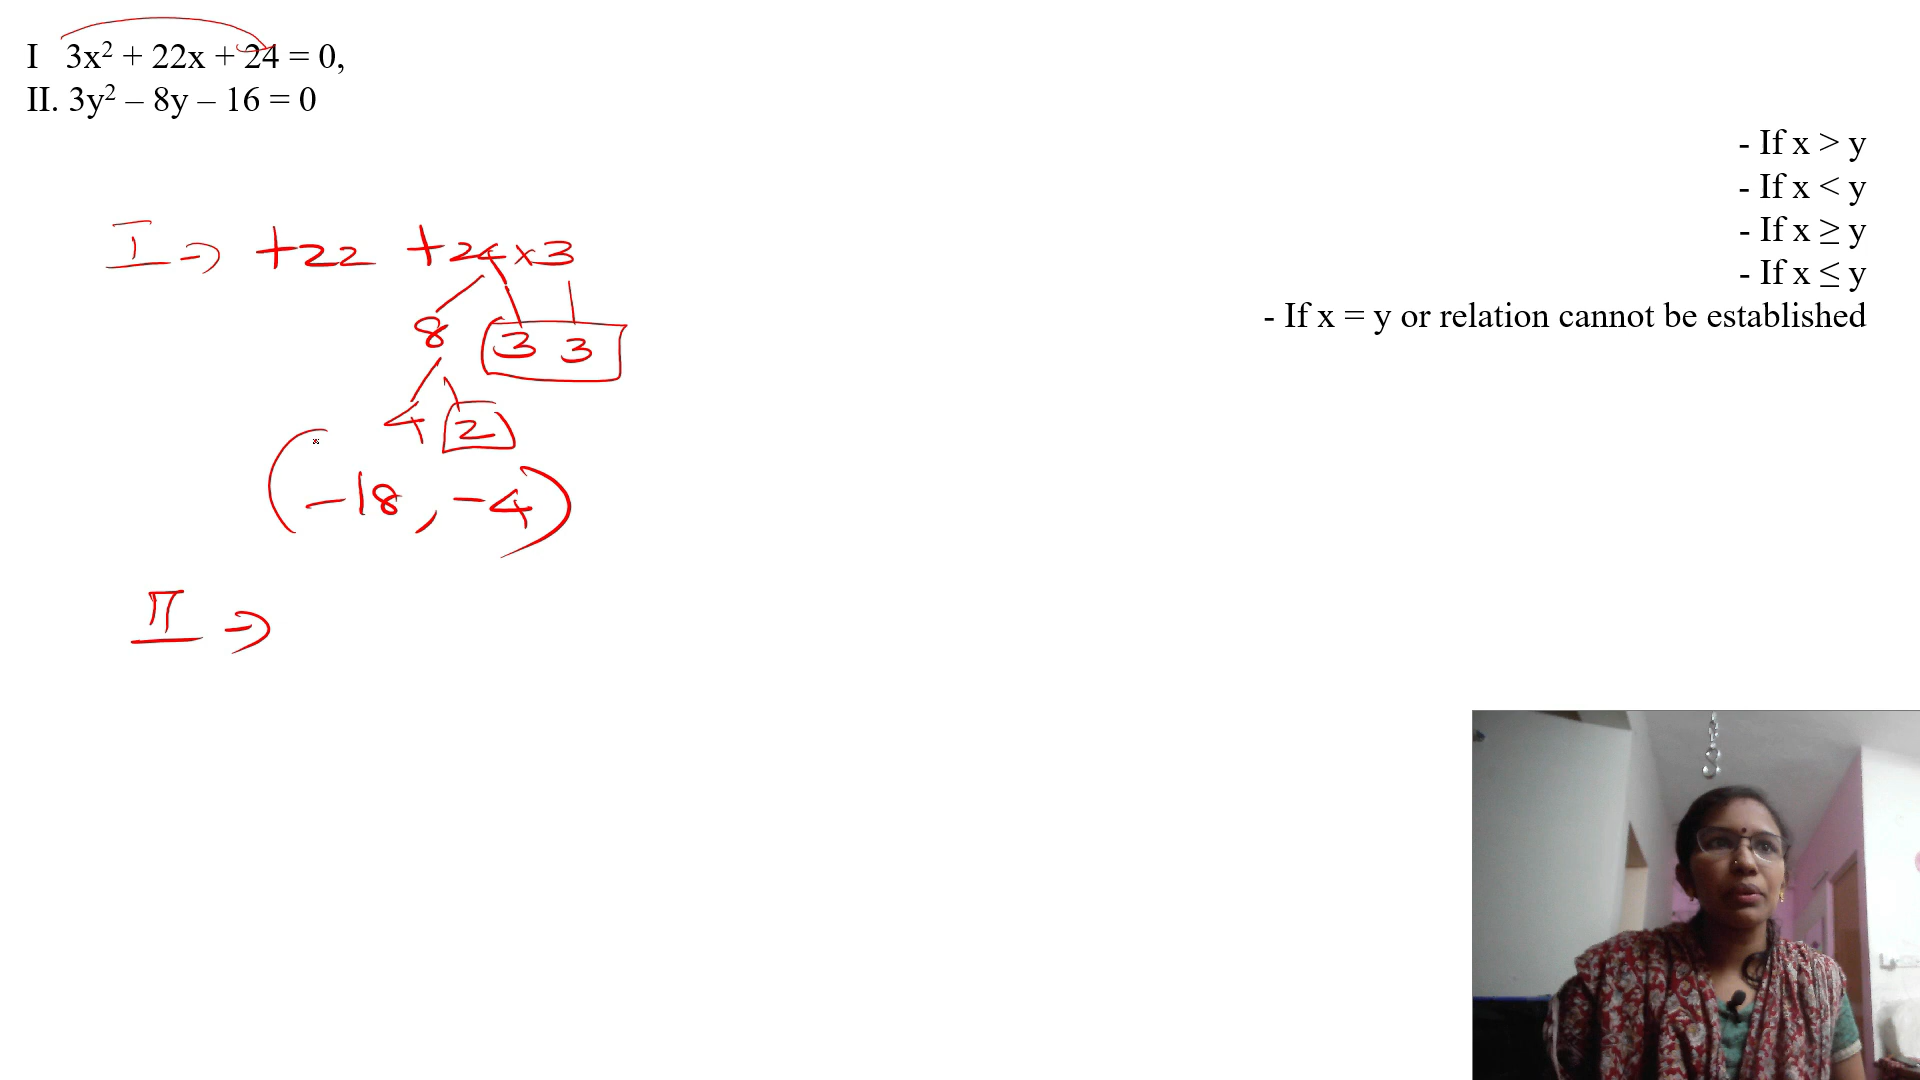 I 3x² + 22x + 24 = 0,
II. 3y² – 8y – 16 = 0
- If x > y
- If x < y
- If x ≥ y
- If x ≤ y
- If x = y or relation cannot be established
I ⇒ +22 +24×3
8 3 3
4 2
(-18, -4)
II ⇒